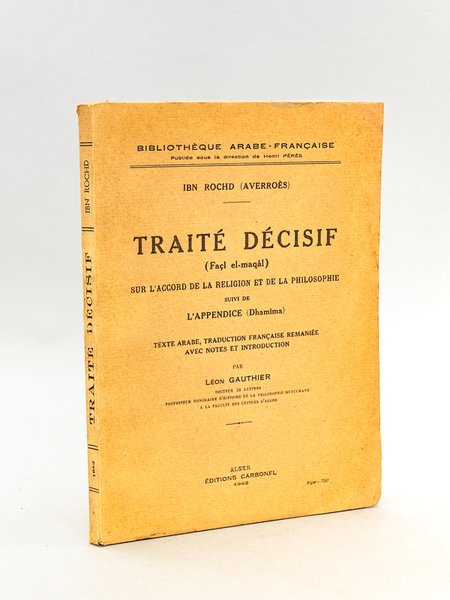 BIBLIOTHÈQUE ARABE-FRANÇAISE
Publiée sous la direction de Henri PÉRÈS
IBN ROCHD (AVERROÈS)
TRAITÉ DÉCISIF
(Façl el-maqâl)
SUR L'ACCORD DE LA RELIGION ET DE LA PHILOSOPHIE
SUIVI DE
L'APPENDICE (Dhamîma)
TEXTE ARABE, TRADUCTION FRANÇAISE REMANIÉE
AVEC NOTES ET INTRODUCTION
PAR
LÉON GAUTHIER
DOCTEUR ÈS LETTRES
PROFESSEUR HONORAIRE D'HISTOIRE DE LA PHILOSOPHIE MUSULMANE
A LA FACULTÉ DES LETTRES D'ALGER
ALGER
ÉDITIONS CARBONEL
1942
IBN ROCHD
TRAITÉ DÉCISIF
1942